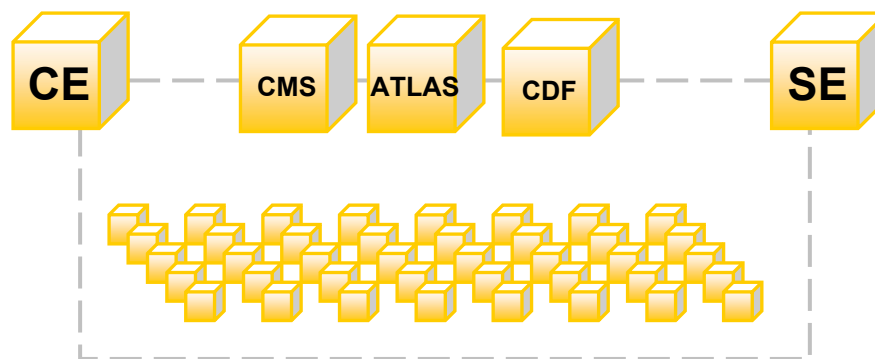 CE
CMS
ATLAS
CDF
SE